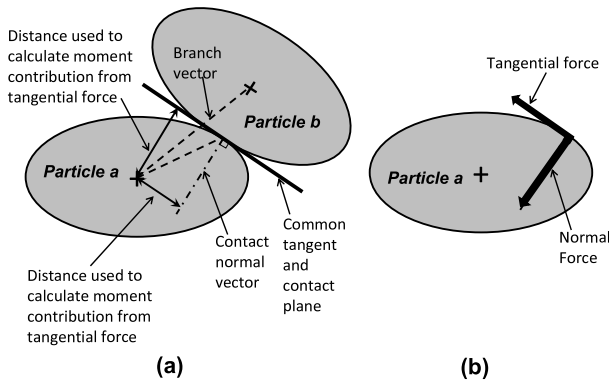 Distance used to
calculate moment
contribution from
tangential force
Branch
vector
Particle b
Particle a
Contact
normal
vector
Common
tangent
and
contact
plane
Distance used to
calculate moment
contribution from
tangential force
(a)
Tangential force
Particle a
Normal
Force
(b)